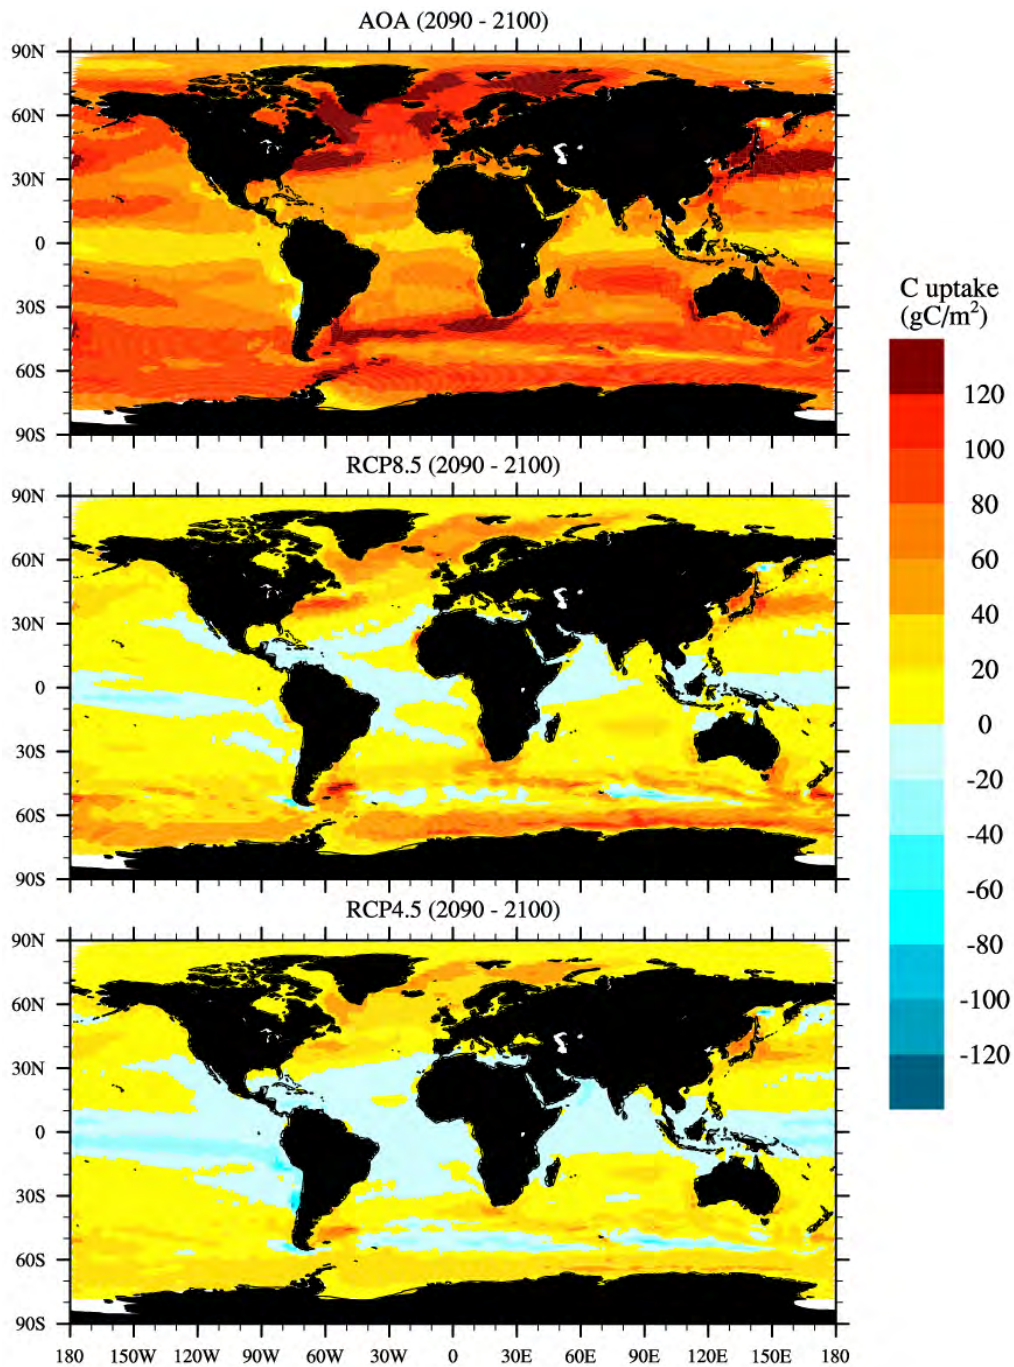 AOA (2090 - 2100)
90N
60N
30N
0
30S
60S
90S
RCP8.5 (2090 - 2100)
90N
60N
30N
0
30S
60S
90S
RCP4.5 (2090 - 2100)
90N
60N
30N
0
30S
60S
90S
180 150W 120W 90W 60W 30W 0 30E 60E 90E 120E 150E 180
C uptake
(gC/m²)
120
100
80
60
40
20
0
-20
-40
-60
-80
-100
-120